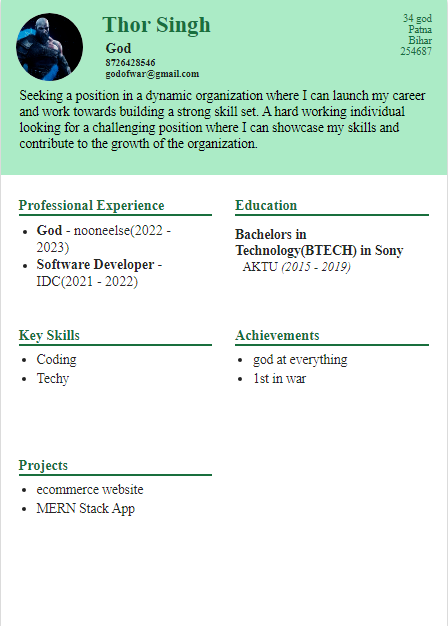 Thor Singh
God
8726428546
godofwar@gmail.com
34 god
Patna
Bihar
254687
Seeking a position in a dynamic organization where I can launch my career
and work towards building a strong skill set. A hard working individual
looking for a challenging position where I can showcase my skills and
contribute to the growth of the organization.
Professional Experience
• God - nooneelse(2022 -
2023)
• Software Developer -
IDC(2021 - 2022)
Education
Bachelors in
Technology(BTECH) in Sony
AKTU (2015 - 2019)
Key Skills
• Coding
• Techy
Achievements
• god at everything
• 1st in war
Projects
• ecommerce website
• MERN Stack App